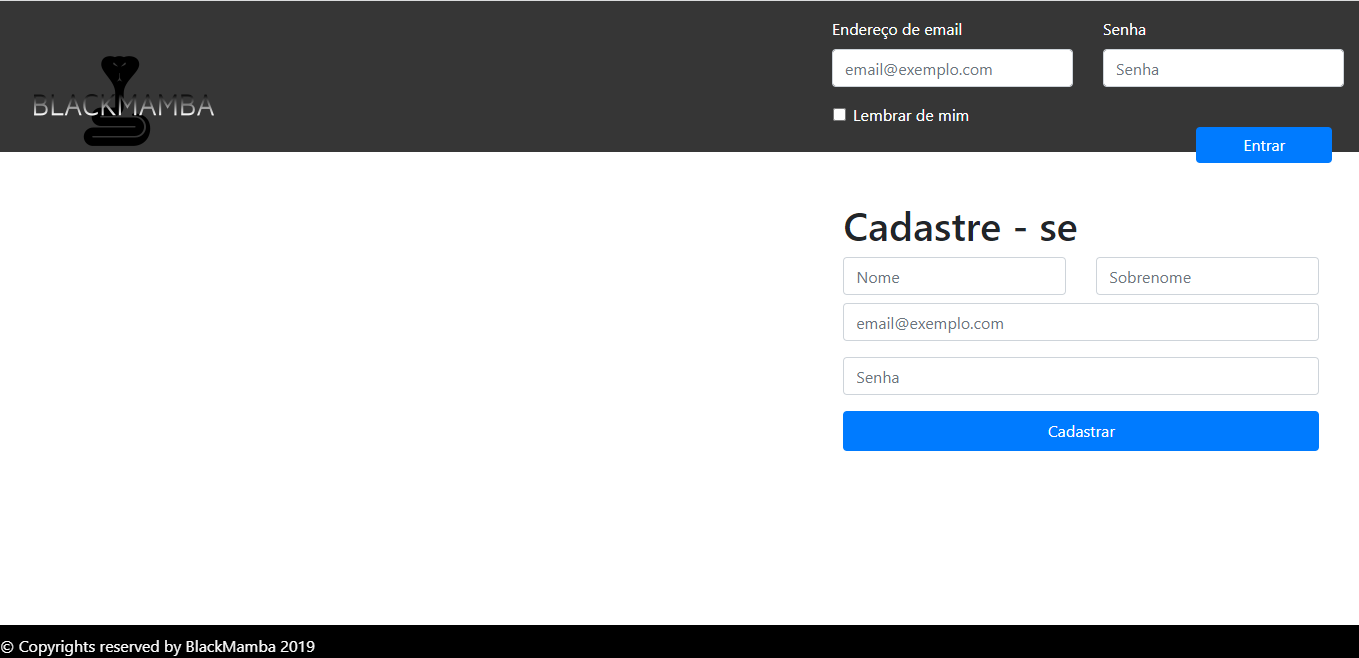 Endereço de email
Senha
email@exemplo.com
Senha
BLACKMAMBA
Lembrar de mim
Entrar
Cadastre - se
Nome
Sobrenome
email@exemplo.com
Senha
Cadastrar
© Copyrights reserved by BlackMamba 2019